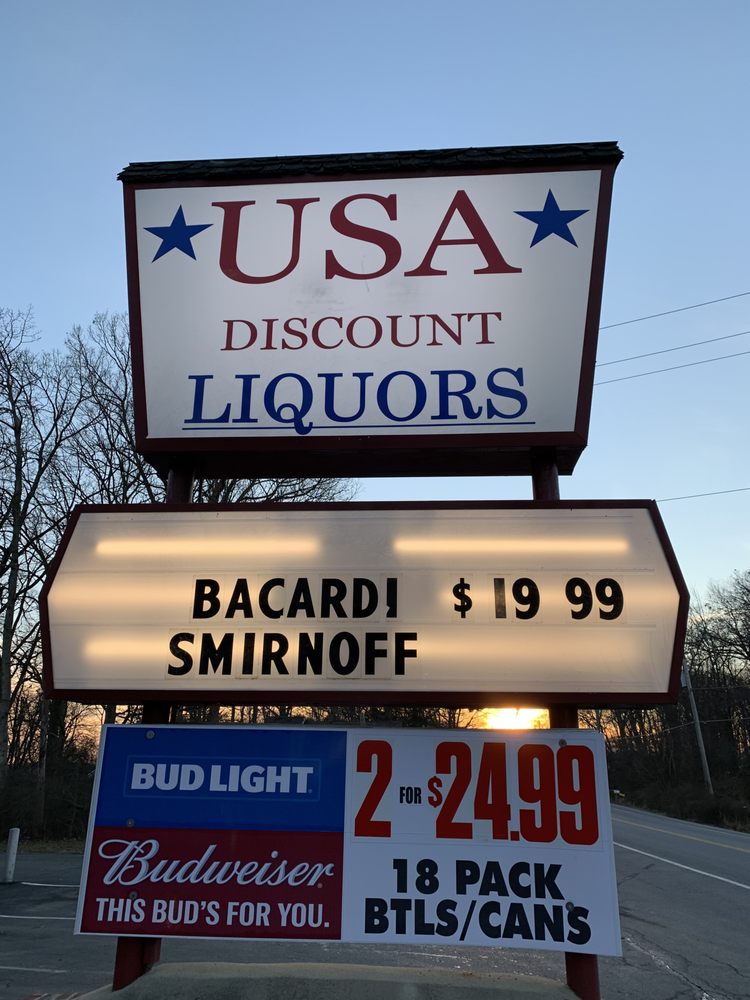 USA
DISCOUNT
LIQUORS
BACARD! $19 99
SMIRNOFF
BUD LIGHT
Budweiser
THIS BUD'S FOR YOU.
2 FOR $24.99
18 PACK
BTLS/CANS